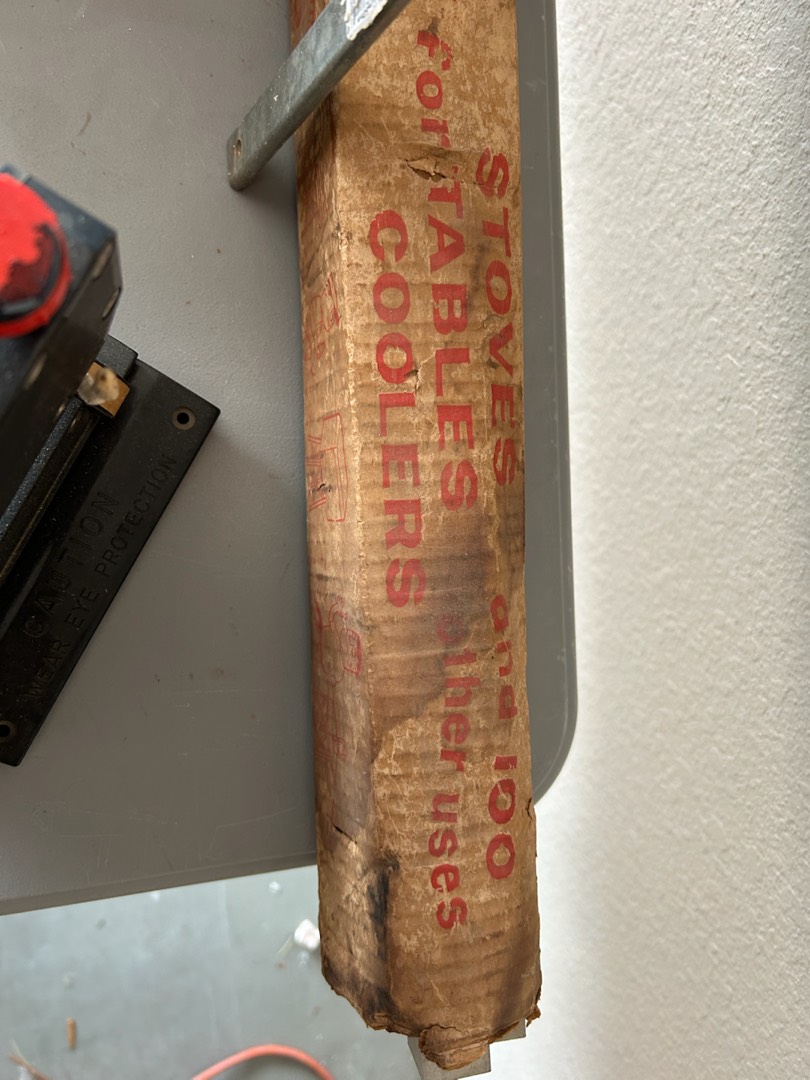 STOVES
for TABLES
COOLERS
and 100
other uses
CAUTION
WEAR EYE PROTECTION